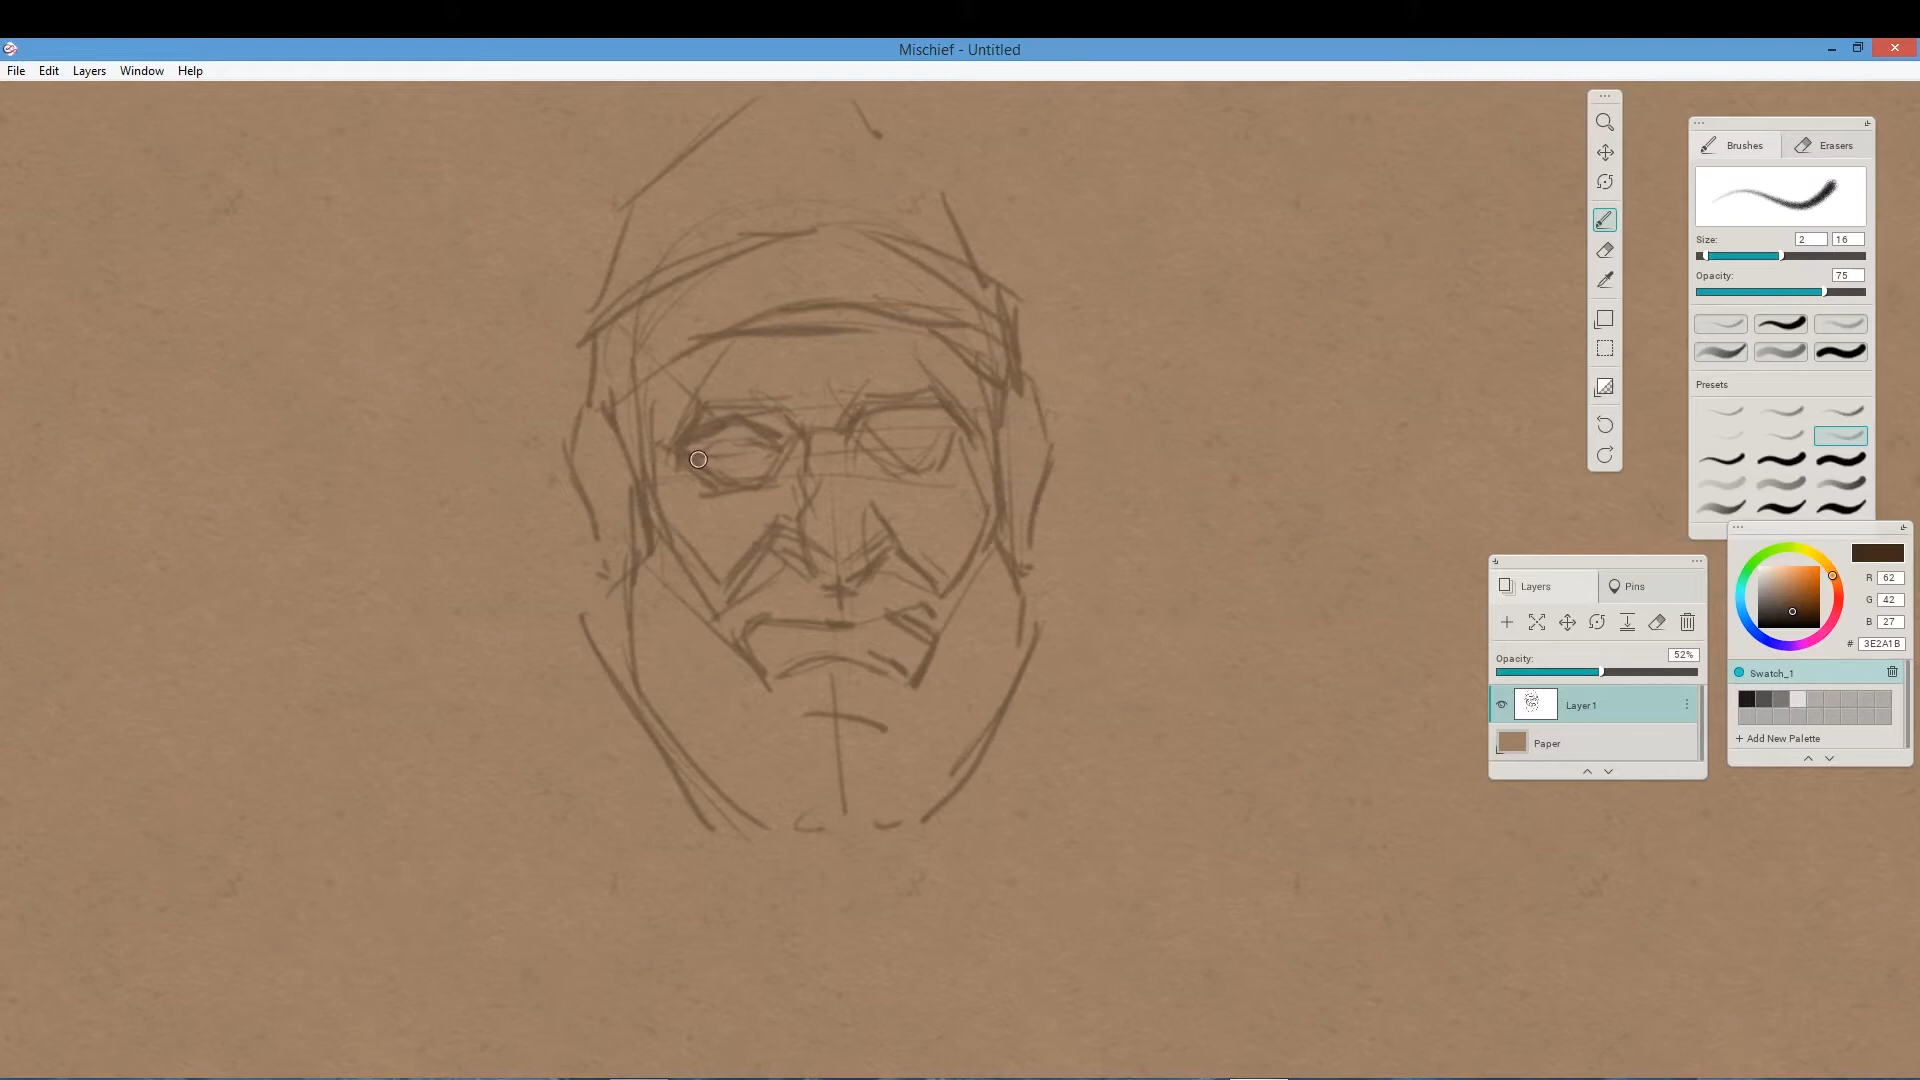 Mischief - Untitled
File Edit Layers Window Help
Brushes Erasers
Size: 2 16
Opacity: 75
Presets
Layers Pins
Opacity: 52%
Layer 1
Paper
R 62
G 42
B 27
# 3E2A1B
Swatch_1
+ Add New Palette